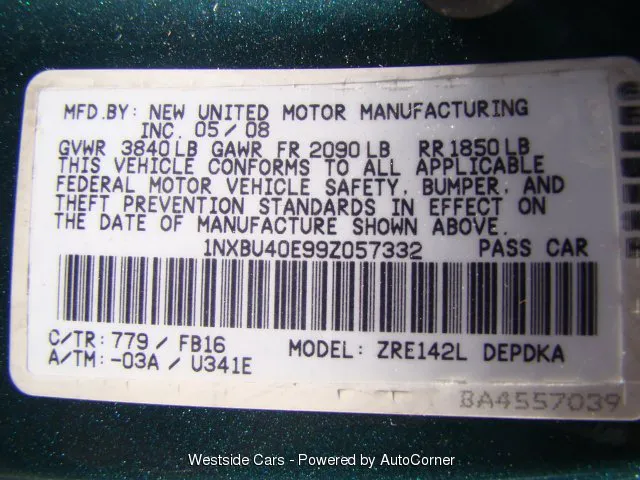 MFD.BY: NEW UNITED MOTOR MANUFACTURING
INC. 05/08
GVWR 3840LB GAWR FR 2090LB RR1850LB
THIS VEHICLE CONFORMS TO ALL APPLICABLE
FEDERAL MOTOR VEHICLE SAFETY, BUMPER, AND
THEFT PREVENTION STANDARDS IN EFFECT ON
THE DATE OF MANUFACTURE SHOWN ABOVE.
1NXBU40E99Z057332 PASS CAR
C/TR: 779 / FB16
A/TM: -03A / U341E
MODEL: ZRE142L DEPDKA
BA4557039
Westside Cars - Powered by AutoCorner